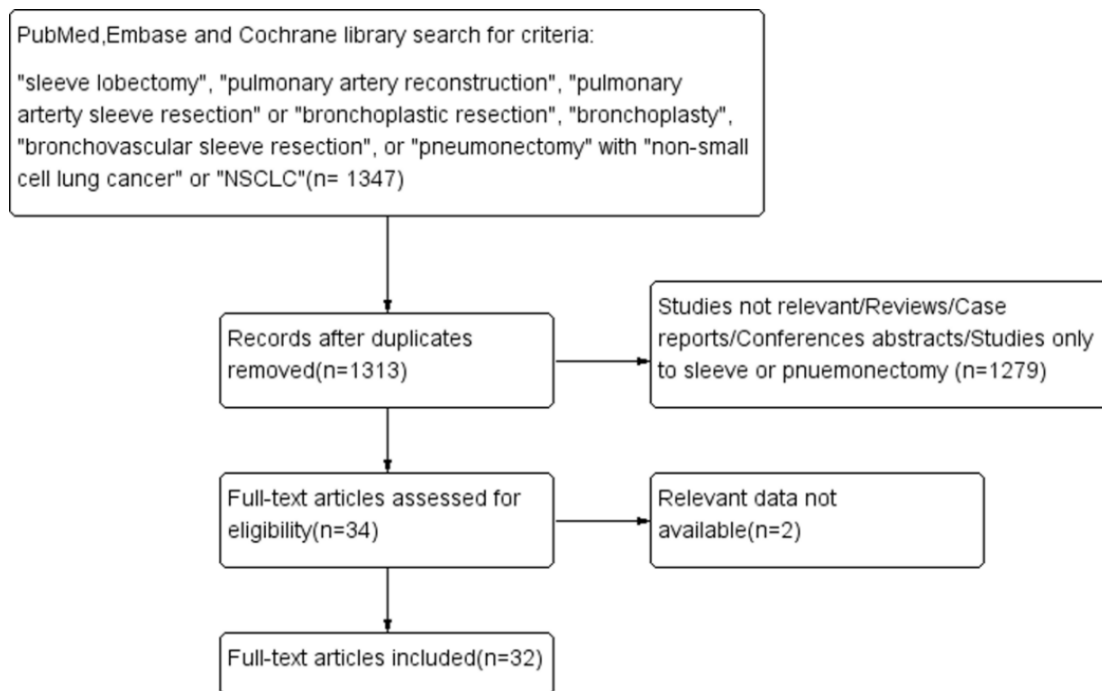 PubMed,Embase and Cochrane library search for criteria:
"sleeve lobectomy", "pulmonary artery reconstruction", "pulmonary
arterty sleeve resection" or "bronchoplastic resection", "bronchoplasty",
"bronchovascular sleeve resection", or "pneumonectomy" with "non-small
cell lung cancer" or "NSCLC"(n= 1347)
Records after duplicates
removed(n=1313)
Studies not relevant/Reviews/Case
reports/Conferences abstracts/Studies only
to sleeve or pnuemonectomy (n=1279)
Full-text articles assessed for
eligibility(n=34)
Relevant data not
available(n=2)
Full-text articles included(n=32)